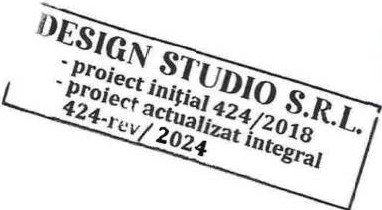 DESIGN STUDIO S.R.L.
- proiect inițial 424/2018
- proiect actualizat integral
424-rev/ 2024